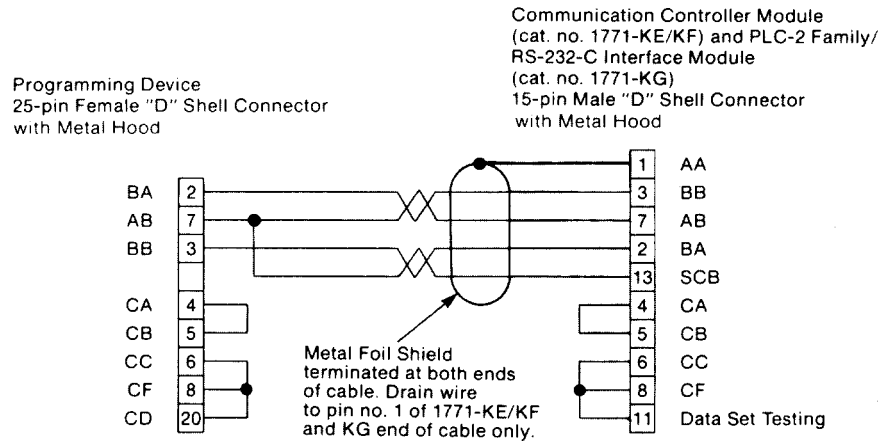 Communication Controller Module
(cat. no. 1771-KE/KF) and PLC-2 Family/
RS-232-C Interface Module
(cat. no. 1771-KG)
15-pin Male "D" Shell Connector
with Metal Hood
Programming Device
25-pin Female "D" Shell Connector
with Metal Hood
1 AA
BA 2 3 BB
AB 7 7 AB
BB 3 2 BA
13 SCB
CA 4 4 CA
CB 5 5 CB
CC 6 6 CC
CF 8 8 CF
CD 20 11 Data Set Testing
Metal Foil Shield
terminated at both ends
of cable. Drain wire
to pin no. 1 of 1771-KE/KF
and KG end of cable only.